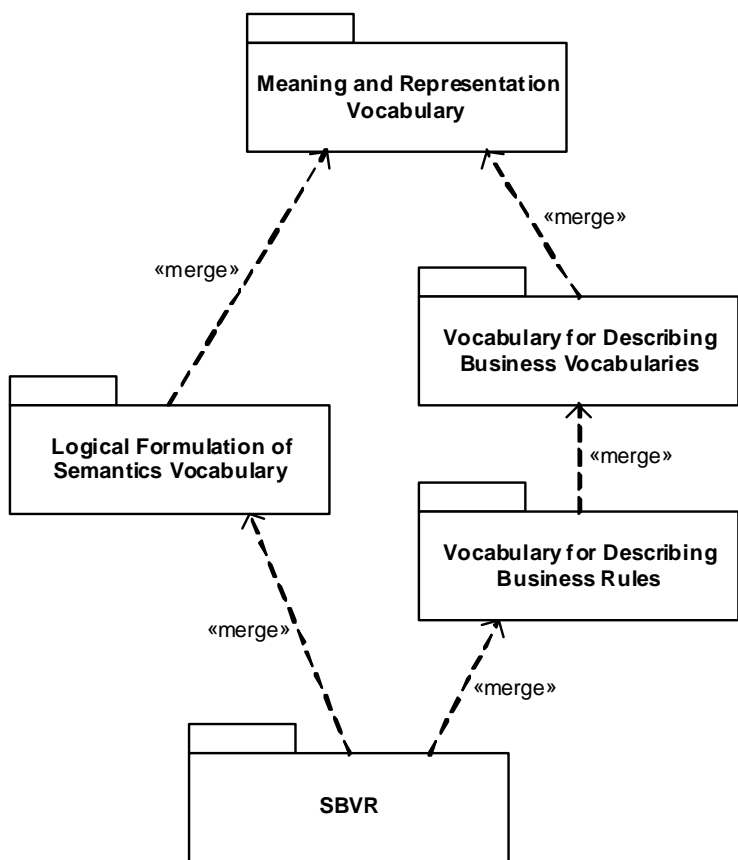 Meaning and Representation
Vocabulary
«merge»
«merge»
Vocabulary for Describing
Business Vocabularies
Logical Formulation of
Semantics Vocabulary
«merge»
Vocabulary for Describing
Business Rules
«merge»
«merge»
SBVR